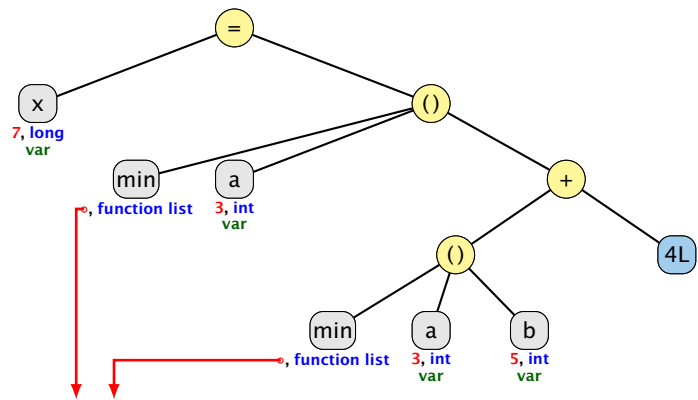 =
x
()
7, long
var
min
a
+
, function list
3, int
var
()
4L
min
a
b
, function list
3, int
5, int
var
var